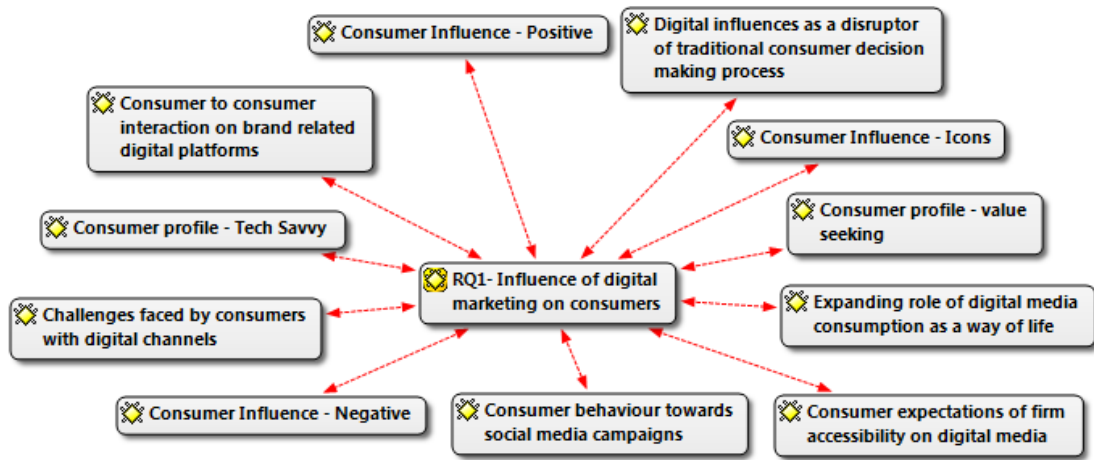 Consumer Influence - Positive
Digital influences as a disruptor
of traditional consumer decision
making process
Consumer to consumer
interaction on brand related
digital platforms
Consumer Influence - Icons
Consumer profile - Tech Savvy
Consumer profile - value
seeking
RQ1- Influence of digital
marketing on consumers
Challenges faced by consumers
with digital channels
Expanding role of digital media
consumption as a way of life
Consumer Influence - Negative
Consumer behaviour towards
social media campaigns
Consumer expectations of firm
accessibility on digital media